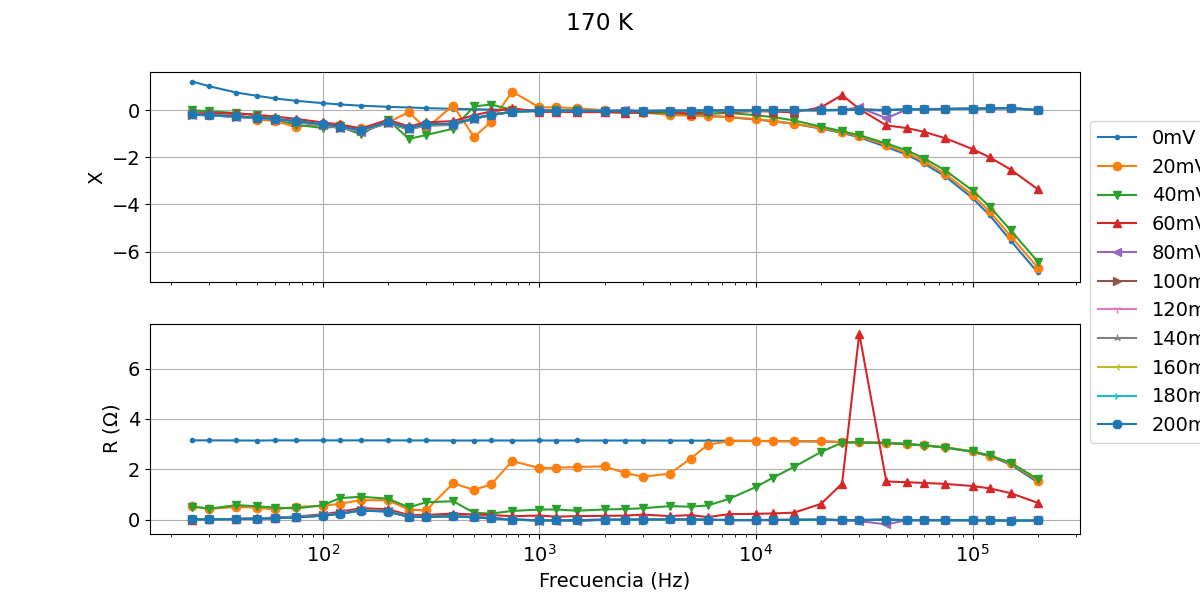 170 K
X
0
−2
−4
−6
R (Ω)
6
4
2
0
10²
10³
10⁴
10⁵
Frecuencia (Hz)
0mV
20mV
40mV
60mV
80mV
100m
120m
140m
160m
180m
200m